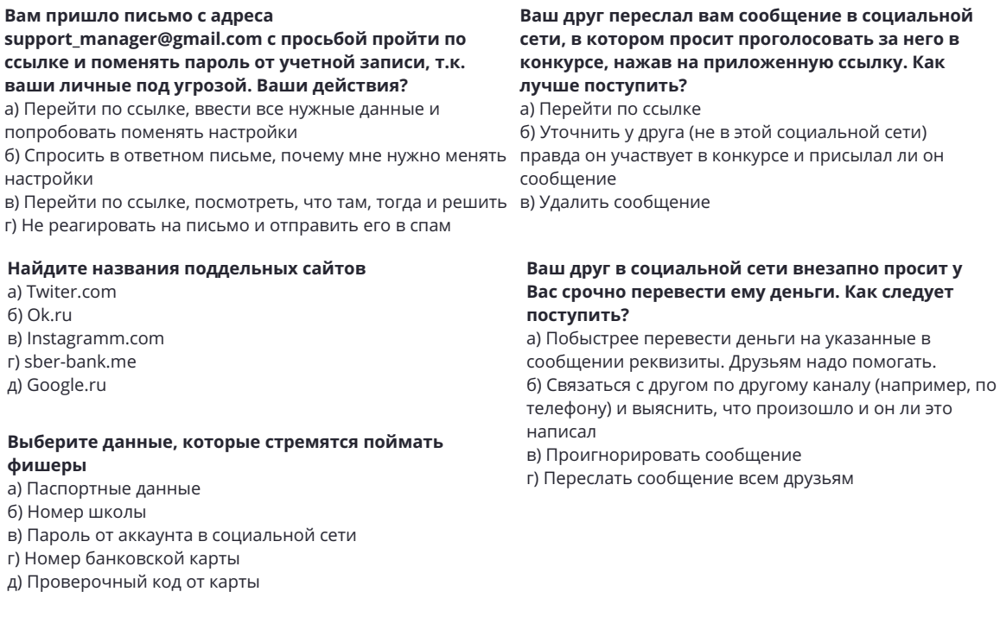 Вам пришло письмо с адреса
support_manager@gmail.com с просьбой пройти по
ссылке и поменять пароль от учетной записи, т.к.
ваши личные под угрозой. Ваши действия?
а) Перейти по ссылке, ввести все нужные данные и
попробовать поменять настройки
б) Спросить в ответном письме, почему мне нужно менять
настройки
в) Перейти по ссылке, посмотреть, что там, тогда и решить
г) Не реагировать на письмо и отправить его в спам
Найдите названия поддельных сайтов
а) Twiter.com
б) Ok.ru
в) Instagramm.com
г) sber-bank.me
д) Google.ru
Выберите данные, которые стремятся поймать
фишеры
а) Паспортные данные
б) Номер школы
в) Пароль от аккаунта в социальной сети
г) Номер банковской карты
д) Проверочный код от карты
Ваш друг переслал вам сообщение в социальной
сети, в котором просит проголосовать за него в
конкурсе, нажав на приложенную ссылку. Как
лучше поступить?
а) Перейти по ссылке
б) Уточнить у друга (не в этой социальной сети)
правда он участвует в конкурсе и присылал ли он
сообщение
в) Удалить сообщение
Ваш друг в социальной сети внезапно просит у
Вас срочно перевести ему деньги. Как следует
поступить?
а) Побыстрее перевести деньги на указанные в
сообщении реквизиты. Друзьям надо помогать.
б) Связаться с другом по другому каналу (например, по
телефону) и выяснить, что произошло и он ли это
написал
в) Проигнорировать сообщение
г) Переслать сообщение всем друзьям